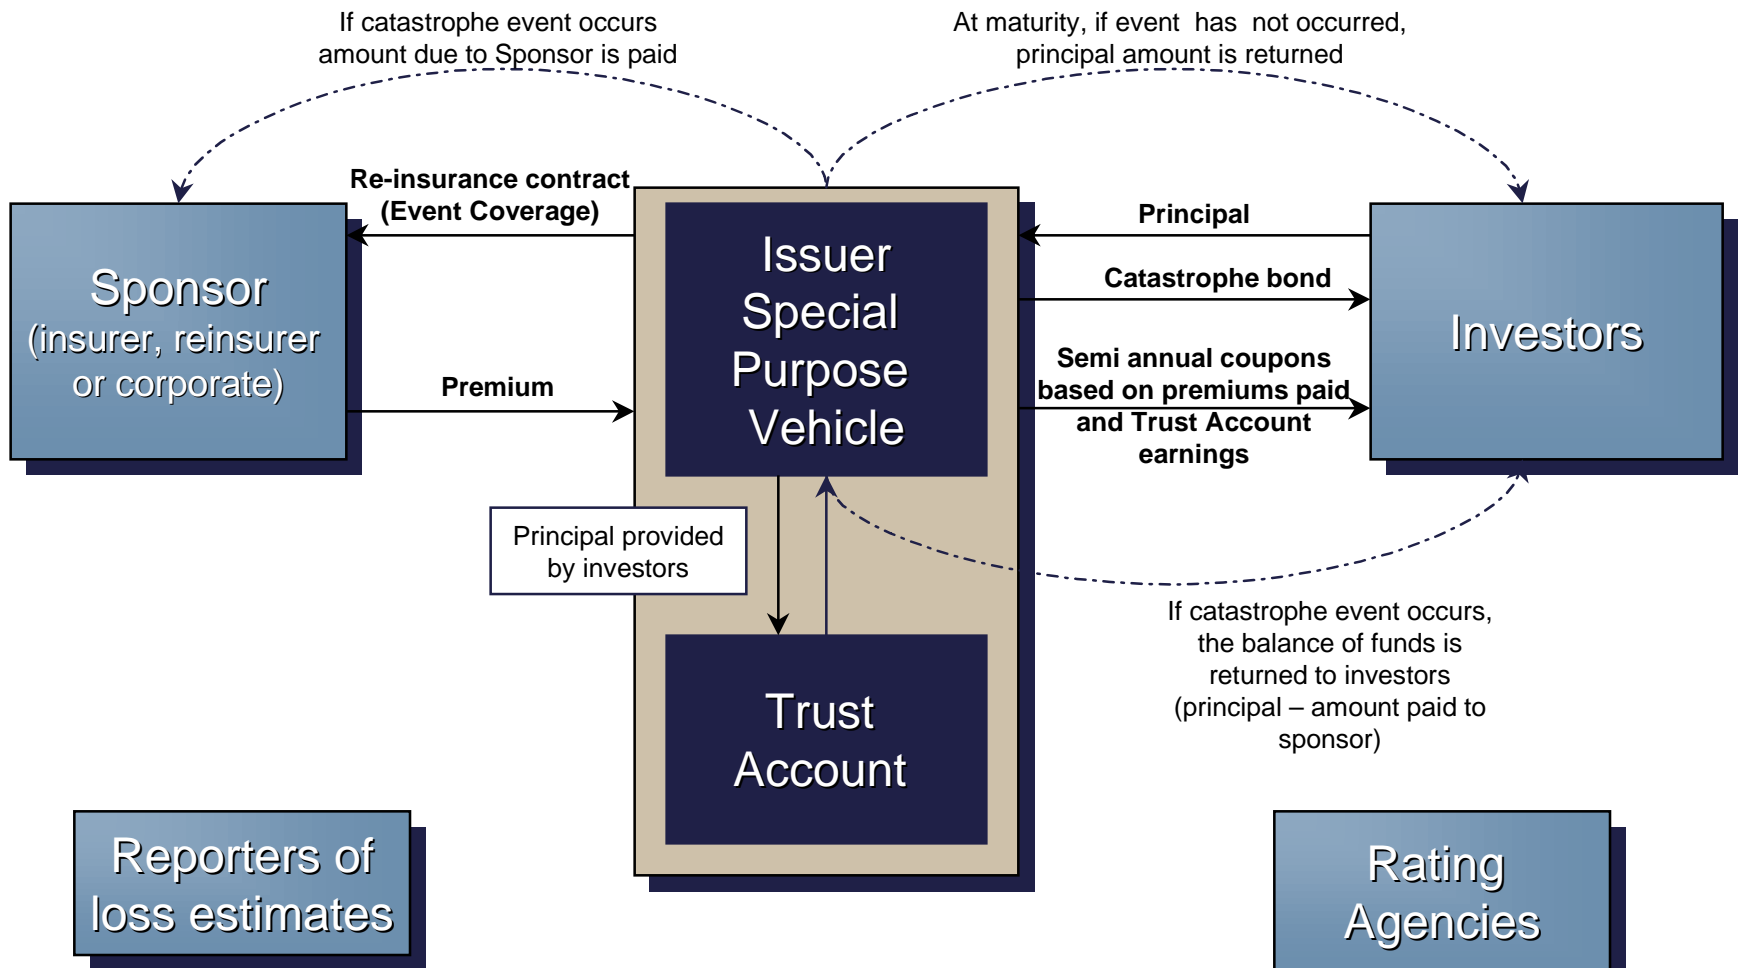 If catastrophe event occurs
amount due to Sponsor is paid
At maturity, if event has not occurred,
principal amount is returned
Re-insurance contract
(Event Coverage)
Principal
Sponsor
(insurer, reinsurer
or corporate)
Issuer
Special
Purpose
Vehicle
Catastrophe bond
Investors
Premium
Semi annual coupons
based on premiums paid
and Trust Account
earnings
Principal provided
by investors
If catastrophe event occurs,
the balance of funds is
returned to investors
(principal – amount paid to
sponsor)
Trust
Account
Reporters of
loss estimates
Rating
Agencies